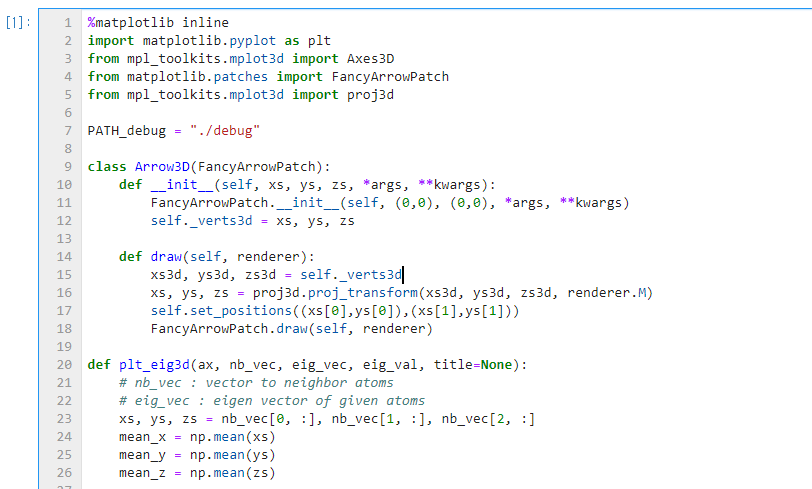 [1]:
1 %matplotlib inline
2 import matplotlib.pyplot as plt
3 from mpl_toolkits.mplot3d import Axes3D
4 from matplotlib.patches import FancyArrowPatch
5 from mpl_toolkits.mplot3d import proj3d
6
7 PATH_debug = "./debug"
8
9 class Arrow3D(FancyArrowPatch):
10     def __init__(self, xs, ys, zs, *args, **kwargs):
11         FancyArrowPatch.__init__(self, (0,0), (0,0), *args, **kwargs)
12         self._verts3d = xs, ys, zs
13
14     def draw(self, renderer):
15         xs3d, ys3d, zs3d = self._verts3d
16         xs, ys, zs = proj3d.proj_transform(xs3d, ys3d, zs3d, renderer.M)
17         self.set_positions((xs[0],ys[0]),(xs[1],ys[1]))
18         FancyArrowPatch.draw(self, renderer)
19
20 def plt_eig3d(ax, nb_vec, eig_vec, eig_val, title=None):
21     # nb_vec : vector to neighbor atoms
22     # eig_vec : eigen vector of given atoms
23     xs, ys, zs = nb_vec[0, :], nb_vec[1, :], nb_vec[2, :]
24     mean_x = np.mean(xs)
25     mean_y = np.mean(ys)
26     mean_z = np.mean(zs)